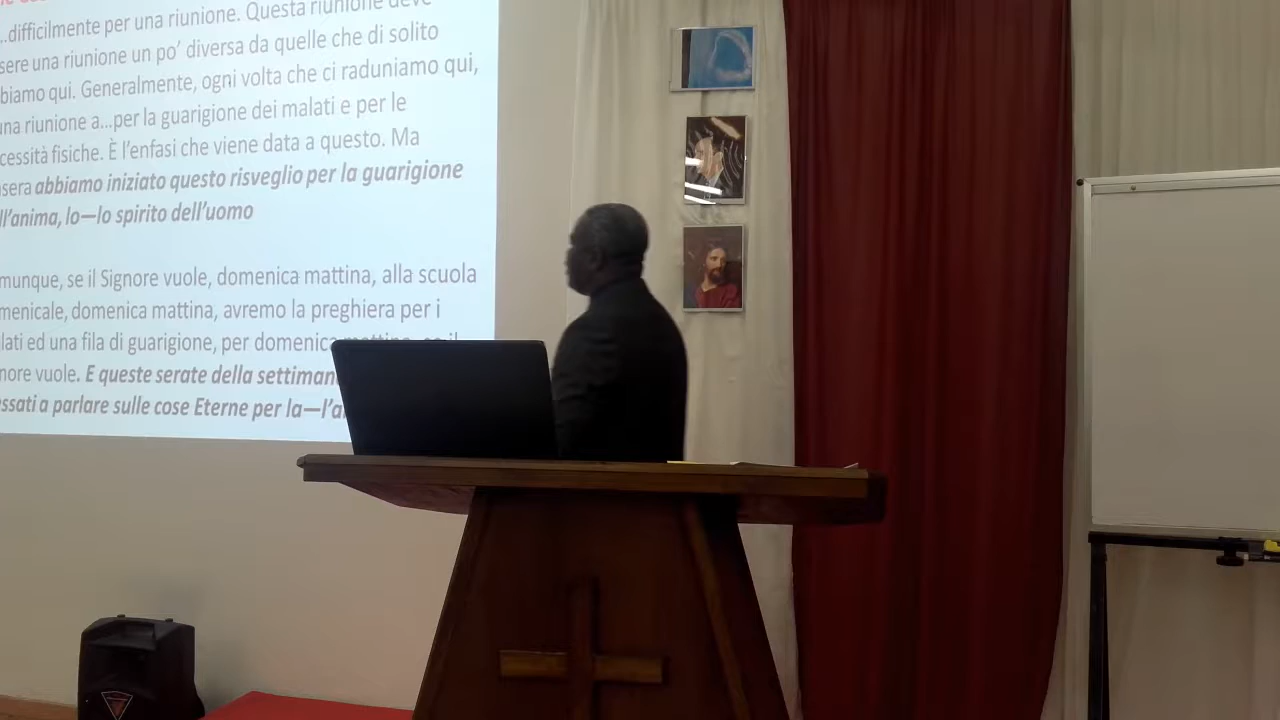 ...difficilmente per una riunione. Questa riunione deve
sere una riunione un po' diversa da quelle che di solito
biamo qui. Generalmente, ogni volta che ci raduniamo qui,
una riunione a...per la guarigione dei malati e per le
cessità fisiche. È l'enfasi che viene data a questo. Ma
sera abbiamo iniziato questo risveglio per la guarigione
ll'anima, lo—lo spirito dell'uomo
munque, se il Signore vuole, domenica mattina, alla scuola
menicale, domenica mattina, avremo la preghiera per i
lati ed una fila di guarigione, per domenica mattina, se il
nore vuole. E queste serate della settiman
ssati a parlare sulle cose Eterne per la—l'a